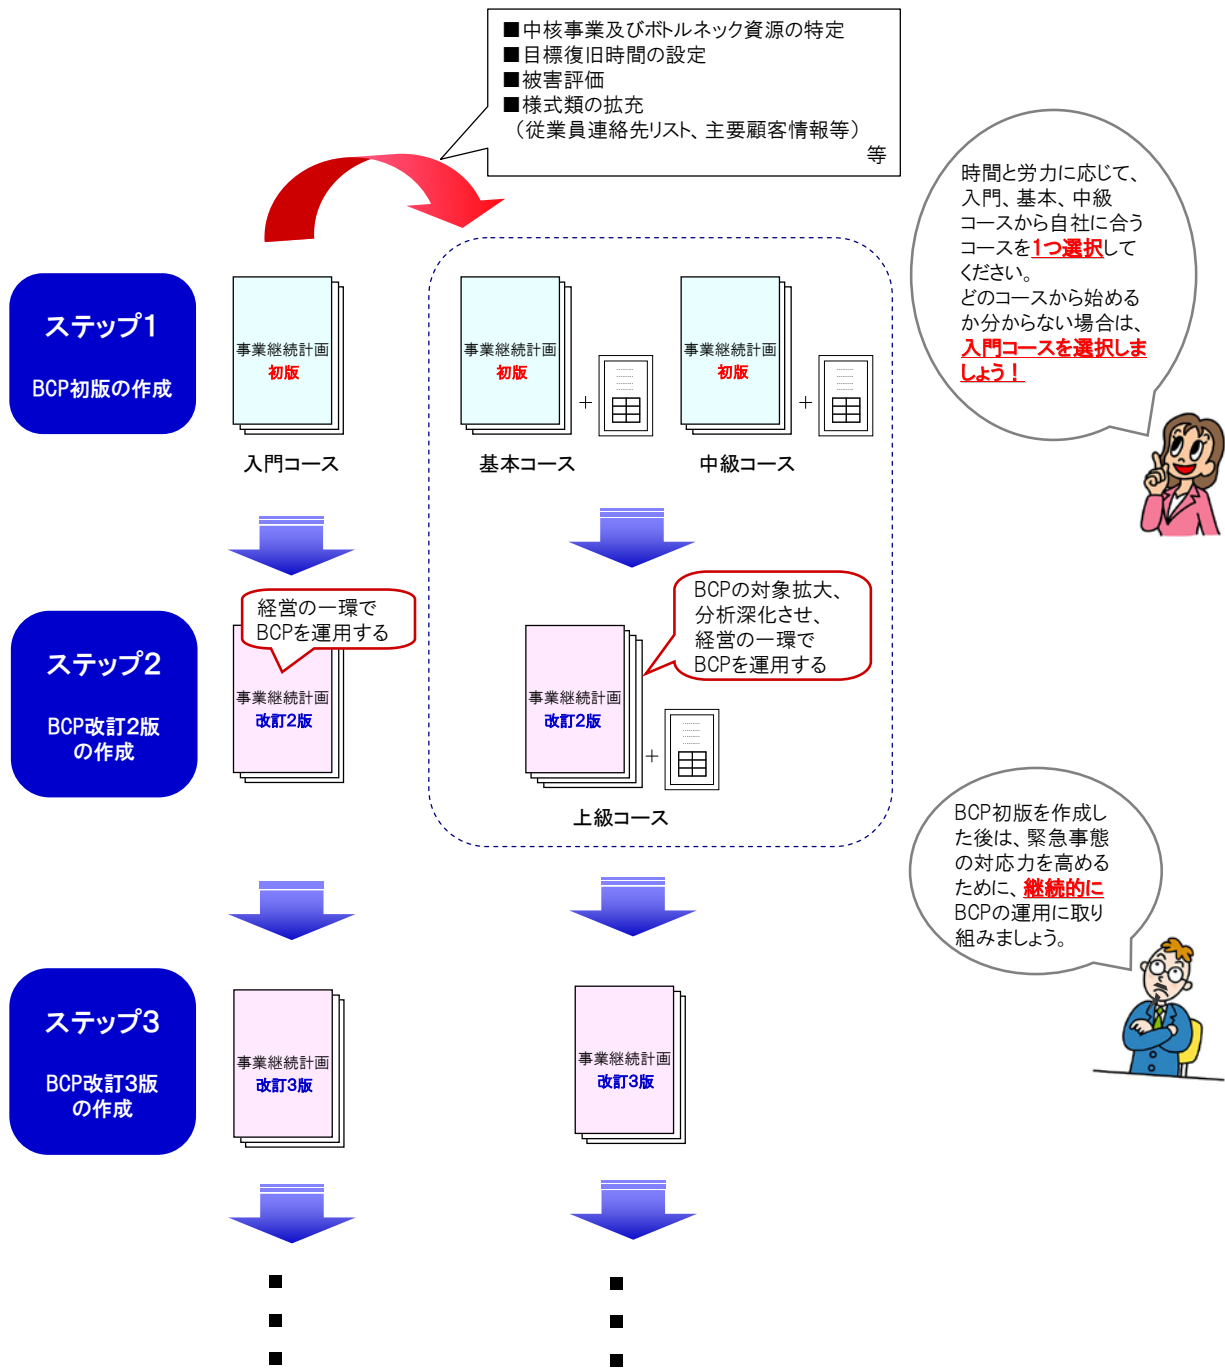 ■中核事業及びボトルネック資源の特定
■目標復旧時間の設定
■被害評価
■様式類の拡充
（従業員連絡先リスト、主要顧客情報等）
等
時間と労力に応じて、
入門、基本、中級
コースから自社に合う
コースを1つ選択して
ください。
どのコースから始める
か分からない場合は、
入門コースを選択しま
しょう！
ステップ1
BCP初版の作成
事業継続計画
初版
入門コース
事業継続計画
初版
+
基本コース
事業継続計画
初版
+
中級コース
ステップ2
BCP改訂2版
の作成
経営の一環で
BCPを運用する
事業継続計画
改訂2版
BCPの対象拡大、
分析深化させ、
経営の一環で
BCPを運用する
事業継続計画
改訂2版
+
上級コース
BCP初版を作成し
た後は、緊急事態
の対応力を高める
ために、継続的に
BCPの運用に取り
組みましょう。
ステップ3
BCP改訂3版
の作成
事業継続計画
改訂3版
事業継続計画
改訂3版